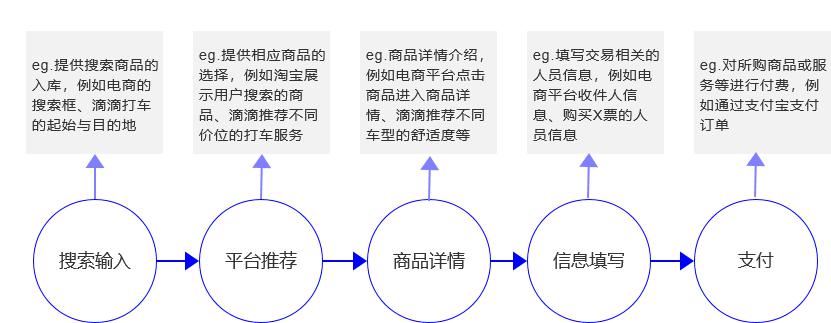 eg.提供搜索商品的
入库，例如电商的
搜索框、滴滴打车
的起始与目的地
eg.提供相应商品的
选择，例如淘宝展
示用户搜索的商
品、滴滴推荐不同
价位的打车服务
eg.商品详情介绍，
例如电商平台点击
商品进入商品详
情、滴滴推荐不同
车型的舒适度等
eg.填写交易相关的
人员信息，例如电
商平台收件人信
息、购买X票的人
员信息
eg.对所购商品或服
务等进行付费，例
如通过支付宝支付
订单
搜索输入
平台推荐
商品详情
信息填写
支付